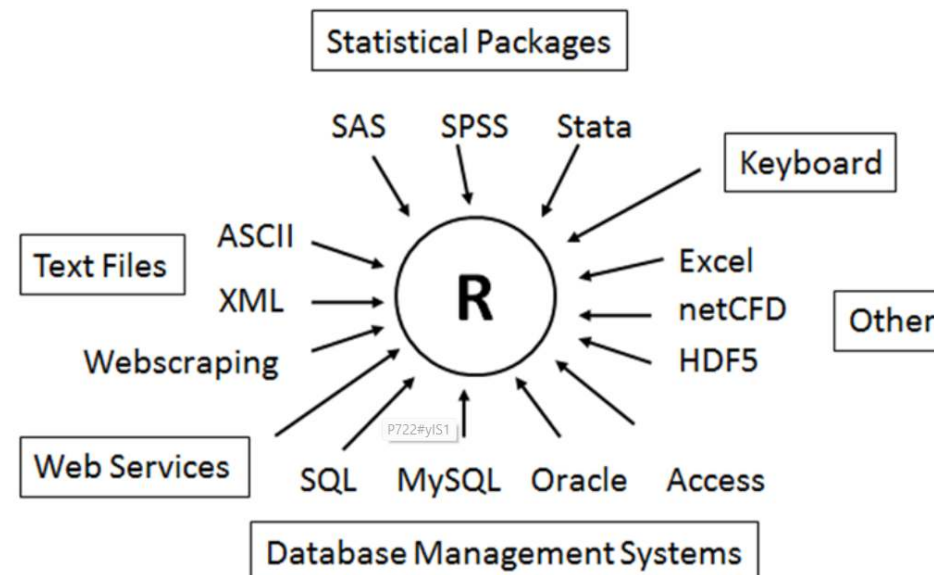 Statistical Packages
SAS SPSS Stata
Keyboard
Text Files
ASCII
XML
Webscraping
R
Excel
netCFD
HDF5
Other
Web Services
P722#yIS1
SQL MySQL Oracle Access
Database Management Systems